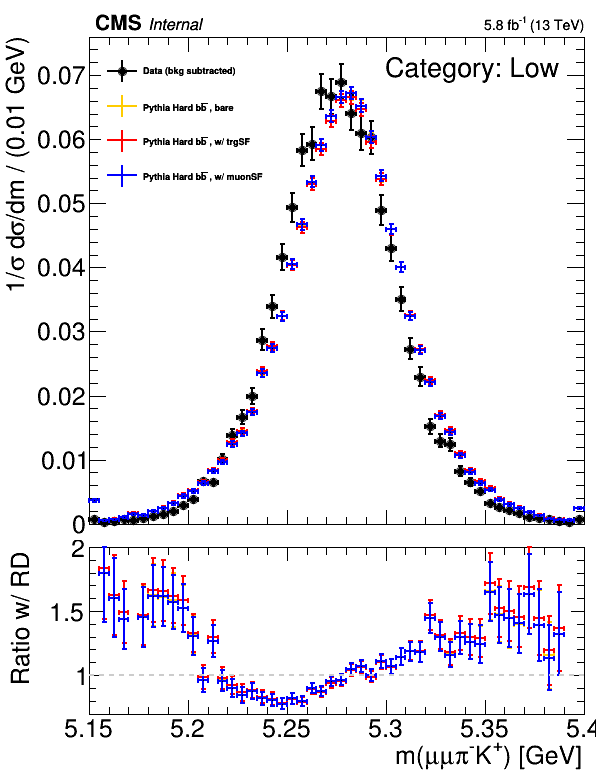 CMS Internal
5.8 fb⁻¹ (13 TeV)
Category: Low
Data (bkg subtracted)
Pythia Hard bb̅, bare
Pythia Hard bb̅, w/ trgSF
Pythia Hard bb̅, w/ muonSF
1/σ dσ/dm / (0.01 GeV)
0.07
0.06
0.05
0.04
0.03
0.02
0.01
0
Ratio w/ RD
2
1.5
1
5.15 5.2 5.25 5.3 5.35 5.4
m(μμπ⁻K⁺) [GeV]